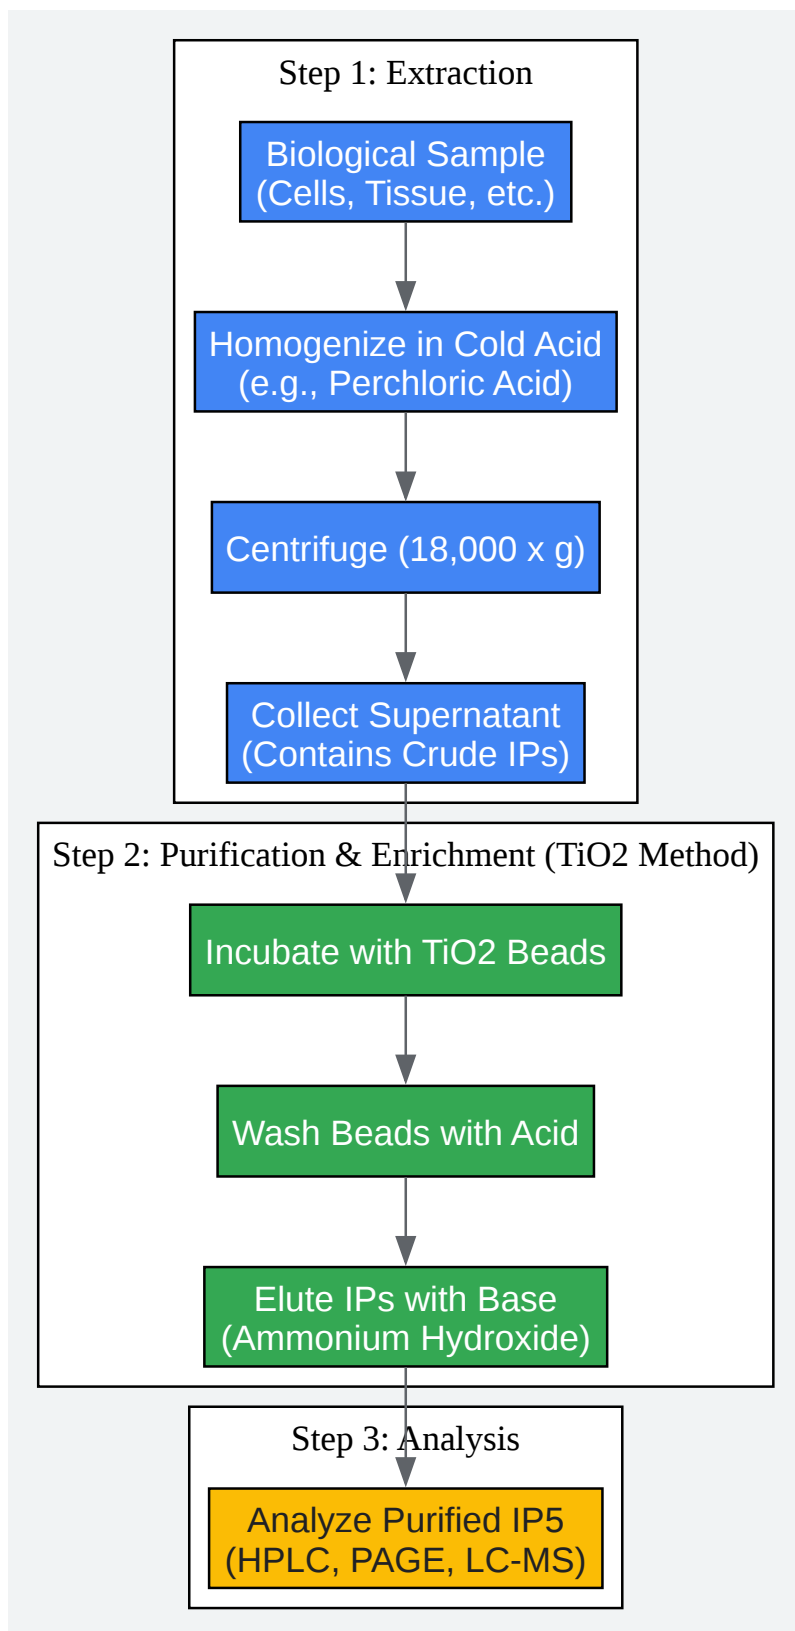 Step 1: Extraction
Biological Sample
(Cells, Tissue, etc.)
Homogenize in Cold Acid
(e.g., Perchloric Acid)
Centrifuge (18,000 x g)
Collect Supernatant
(Contains Crude IPs)
Step 2: Purification & Enrichment (TiO2 Method)
Incubate with TiO2 Beads
Wash Beads with Acid
Elute IPs with Base
(Ammonium Hydroxide)
Step 3: Analysis
Analyze Purified IP5
(HPLC, PAGE, LC-MS)